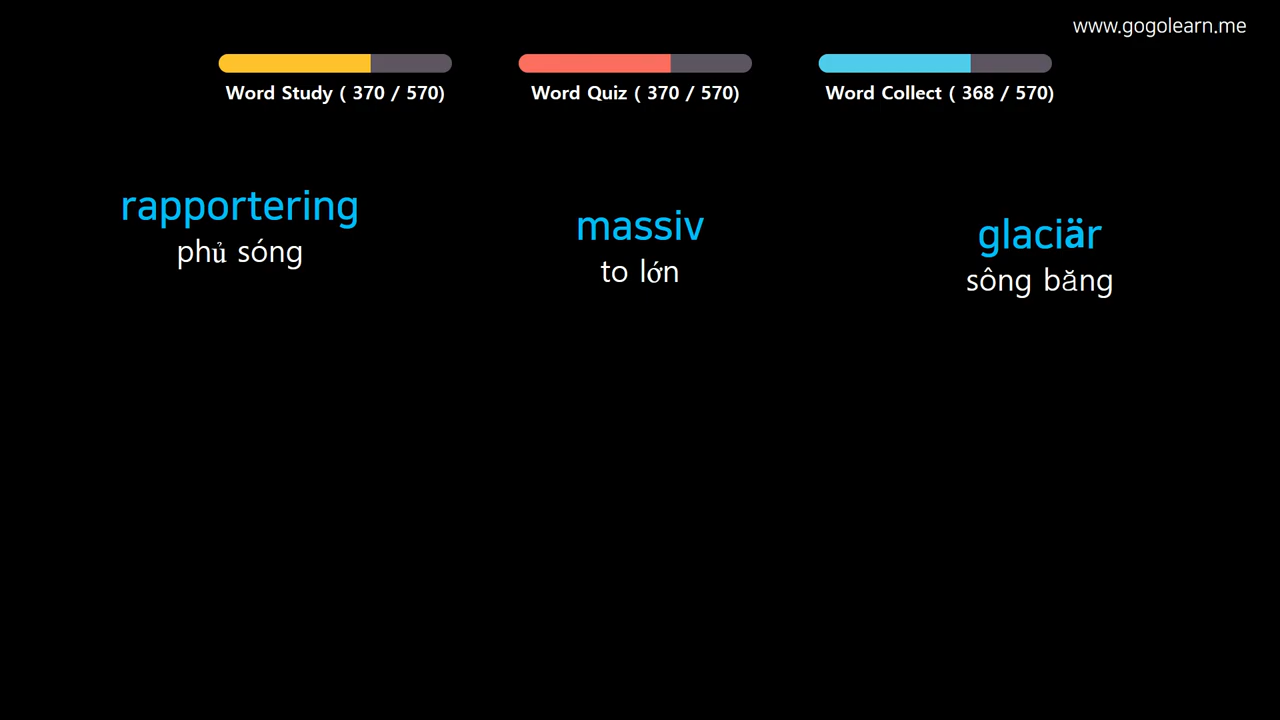 www.gogolearn.me
Word Study ( 370 / 570)
Word Quiz ( 370 / 570)
Word Collect ( 368 / 570)
rapportering
phủ sóng
massiv
to lớn
glaciär
sông băng